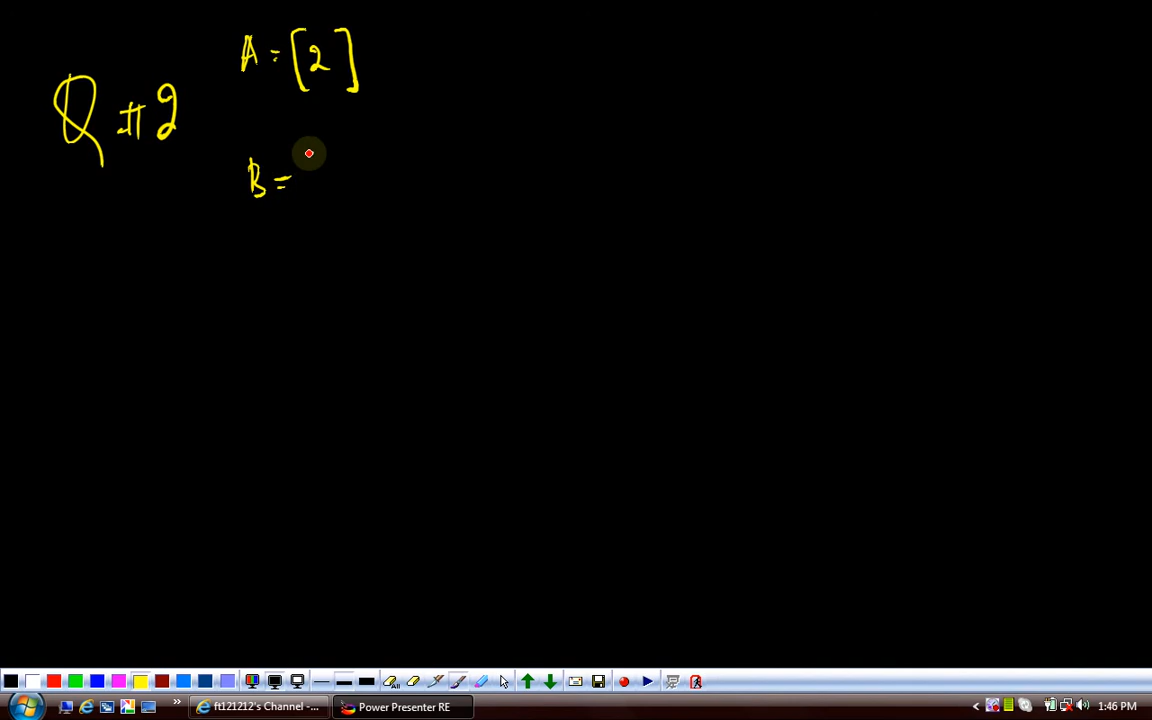 A = [2]
Q #2
B =
ft121212's Channel -...
Power Presenter RE
1:46 PM